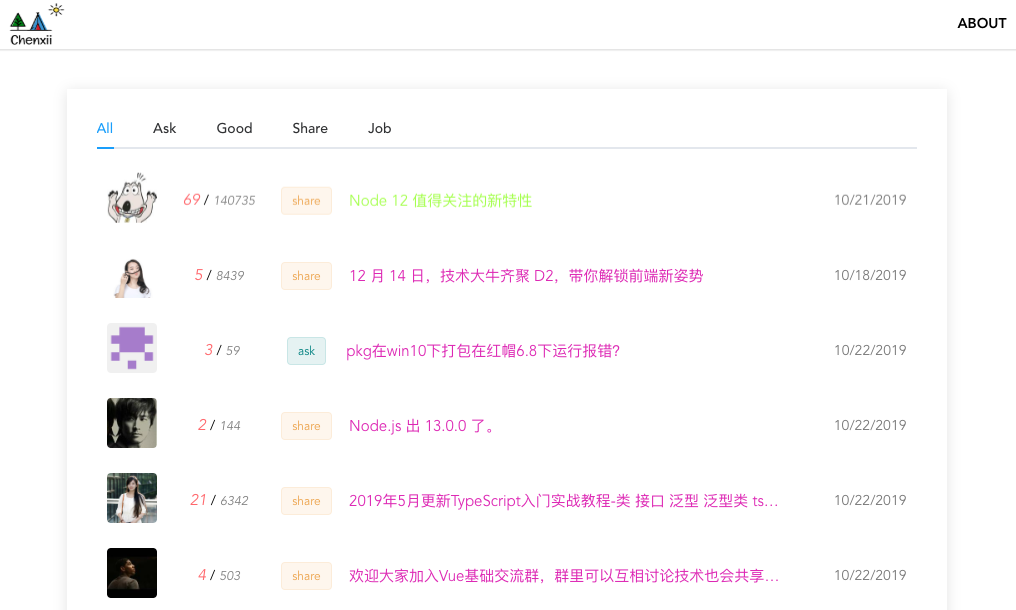 Chenxii
ABOUT
All Ask Good Share Job
69 / 140735 share Node 12 值得关注的新特性 10/21/2019
5 / 8439 share 12 月 14 日，技术大牛齐聚 D2，带你解锁前端新姿势 10/18/2019
3 / 59 ask pkg在win10下打包在红帽6.8下运行报错? 10/22/2019
2 / 144 share Node.js 出 13.0.0 了。 10/22/2019
21 / 6342 share 2019年5月更新TypeScript入门实战教程-类 接口 泛型 泛型类 ts... 10/22/2019
4 / 503 share 欢迎大家加入Vue基础交流群，群里可以互相讨论技术也会共享... 10/22/2019